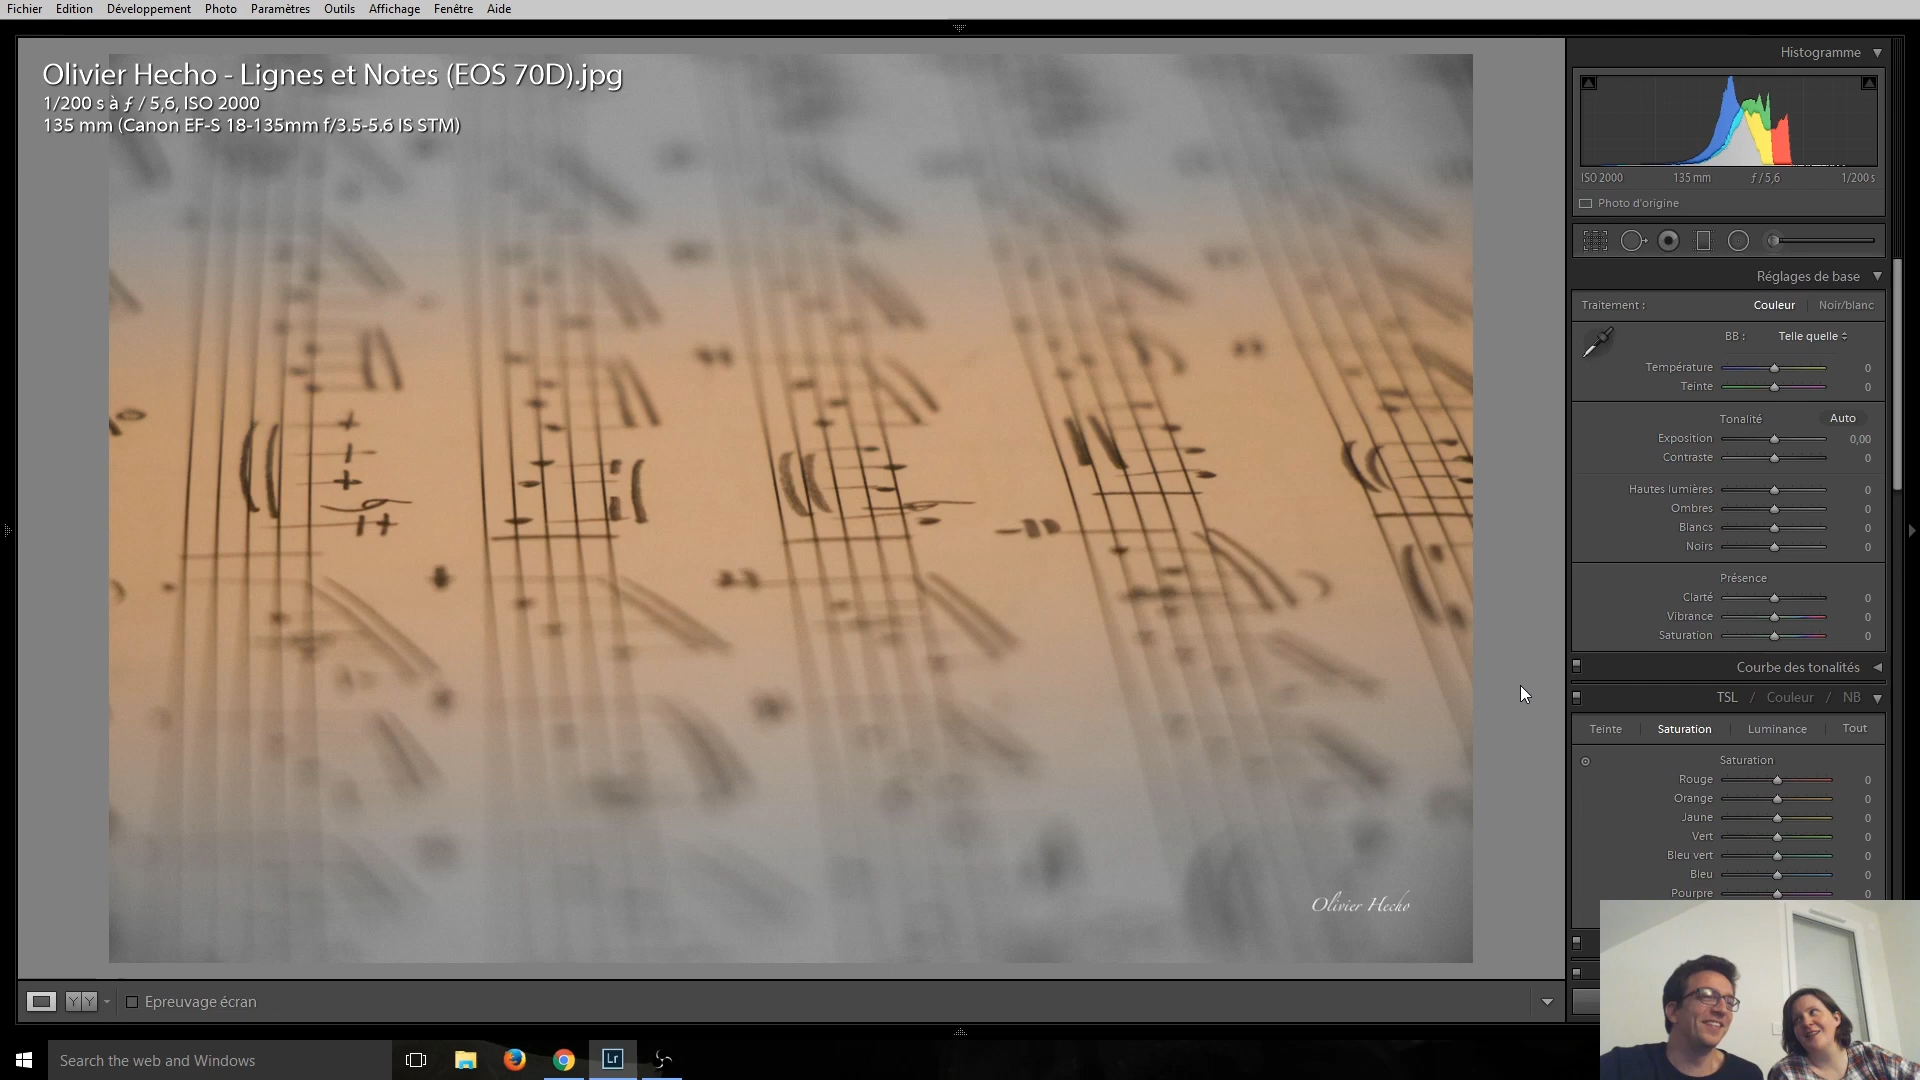 Fichier Edition Développement Photo Paramètres Outils Affichage Fenêtre Aide
Olivier Hecho - Lignes et Notes (EOS 70D).jpg
1/200 s à ƒ / 5,6, ISO 2000
135 mm (Canon EF-S 18-135mm f/3.5-5.6 IS STM)
Histogramme
ISO 2000 135 mm ƒ / 5,6 1/200 s
Photo d'origine
Réglages de base
Traitement : Couleur Noir/blanc
BB : Telle quelle
Température 0
Teinte 0
Tonalité Auto
Exposition 0,00
Contraste 0
Hautes lumières 0
Ombres 0
Blancs 0
Noirs 0
Présence
Clarté 0
Vibrance 0
Saturation 0
Courbe des tonalités
TSL / Couleur / NB
Teinte Saturation Luminance Tout
Saturation
Rouge 0
Orange 0
Jaune 0
Vert 0
Bleu vert 0
Bleu 0
Pourpre 0
Olivier Hecho
YY Epreuvage écran
Search the web and Windows
Lr